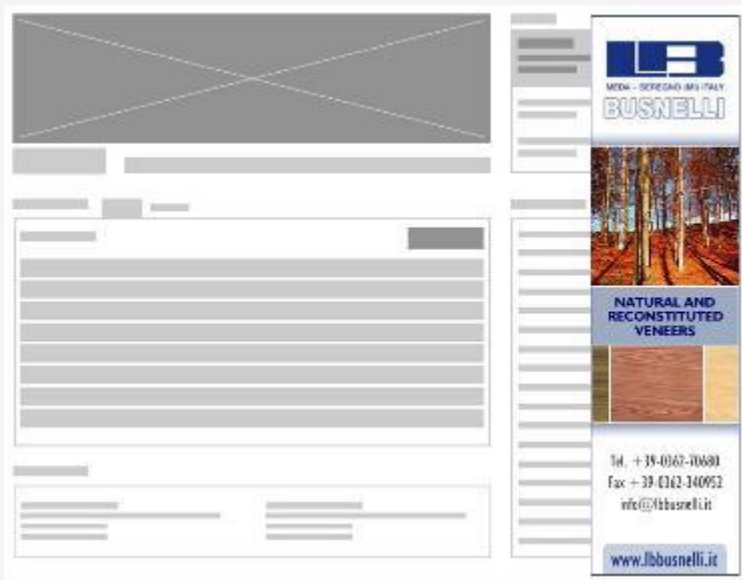 LBB
MEDA - SEREGNO (MI) ITALY
BUSNELLI
NATURAL AND
RECONSTITUTED
VENEERS
Tel. +39-0362-70680
Fax +39-0362-340952
info@lbbusnelli.it
www.lbbusnelli.it